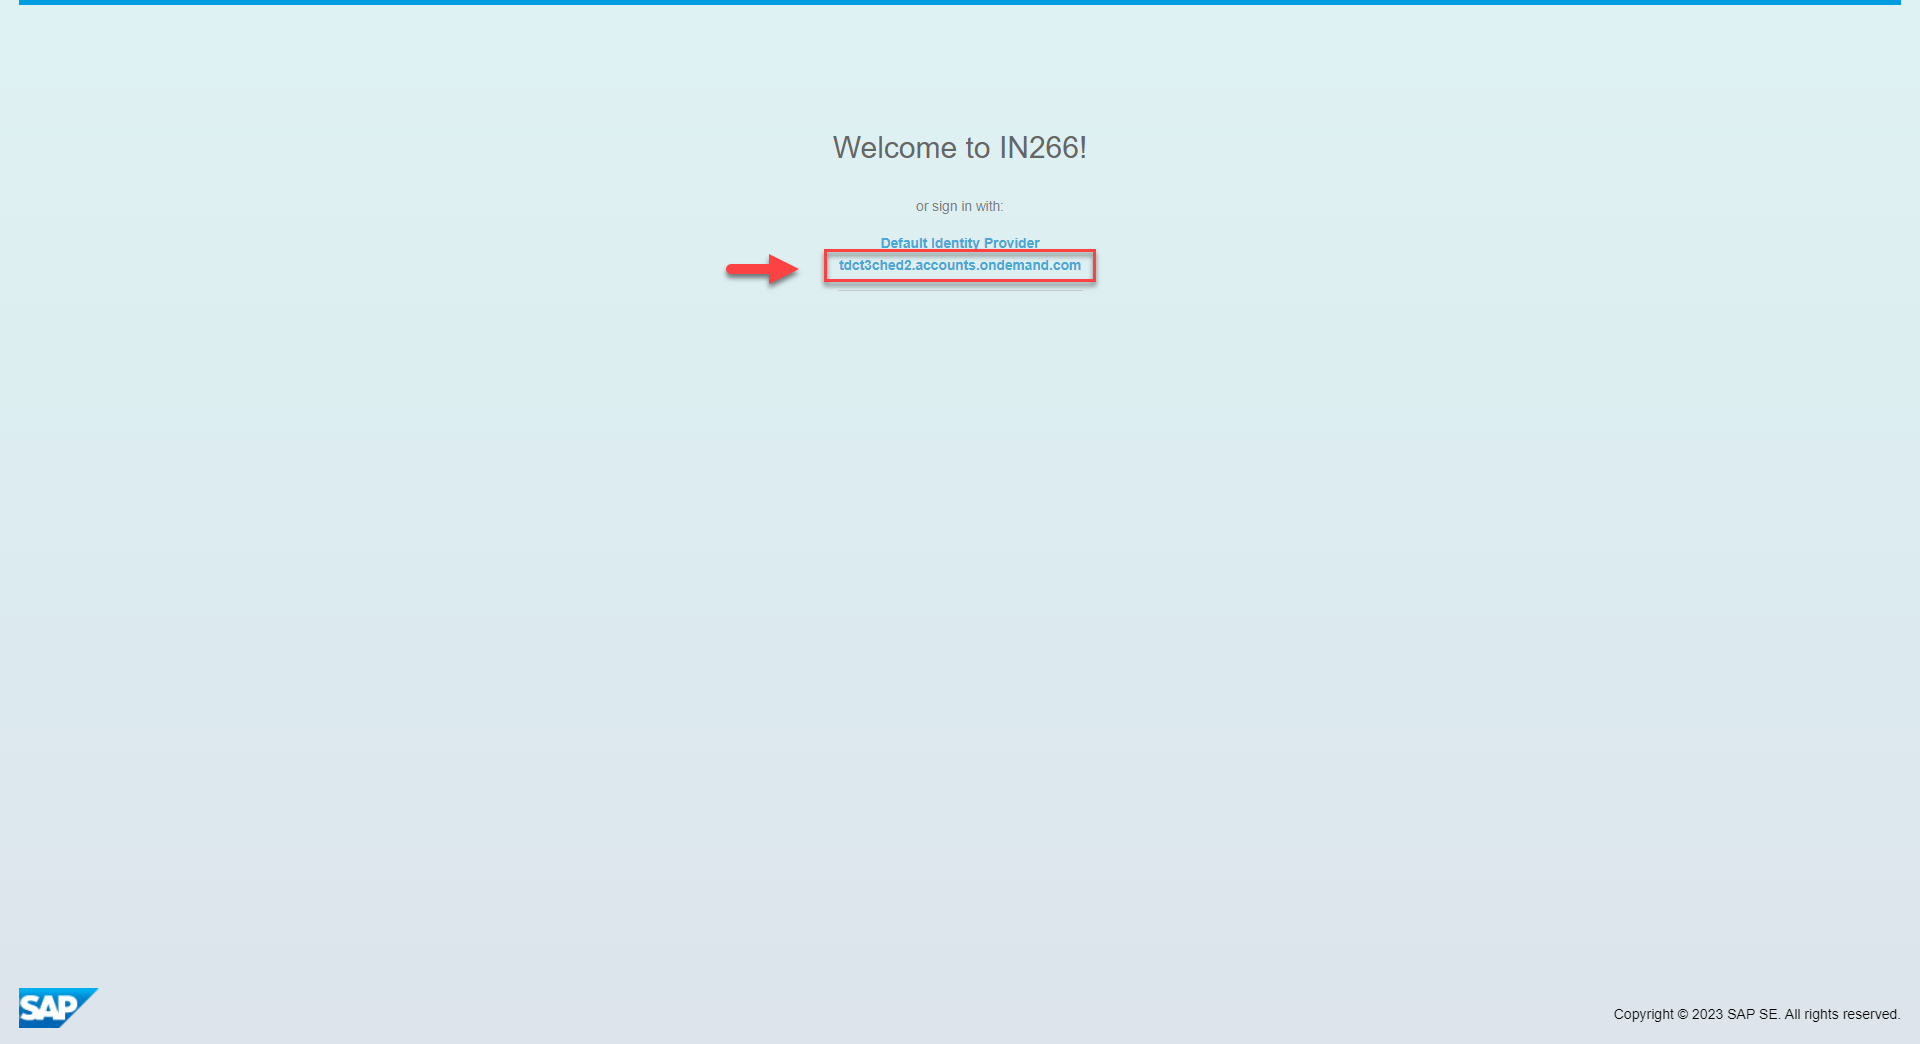 Welcome to IN266!
or sign in with:
Default Identity Provider
tdct3ched2.accounts.ondemand.com
SAP
Copyright © 2023 SAP SE. All rights reserved.